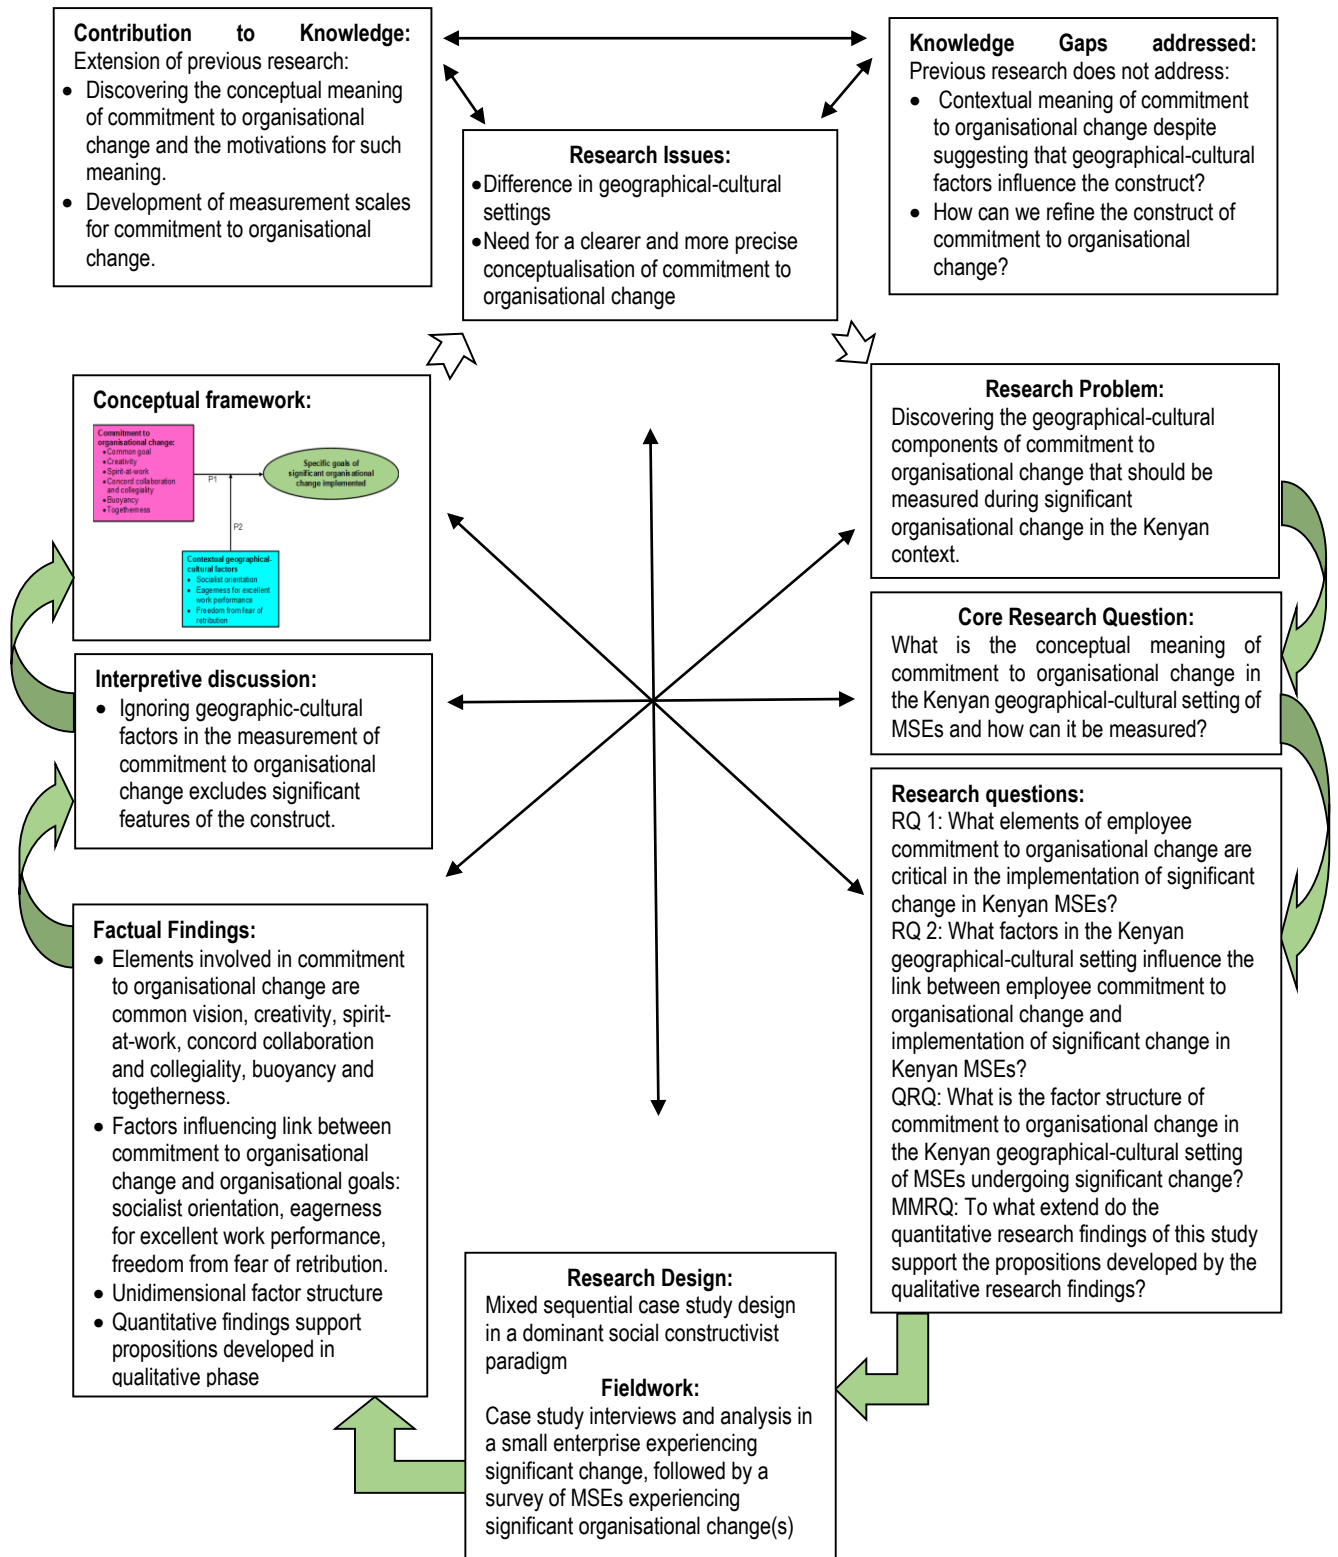 Contribution to Knowledge:
Extension of previous research:
• Discovering the conceptual meaning
of commitment to organisational
change and the motivations for such
meaning.
• Development of measurement scales
for commitment to organisational
change.
Research Issues:
• Difference in geographical-cultural
settings
• Need for a clearer and more precise
conceptualisation of commitment to
organisational change
Knowledge Gaps addressed:
Previous research does not address:
• Contextual meaning of commitment
to organisational change despite
suggesting that geographical-cultural
factors influence the construct?
• How can we refine the construct of
commitment to organisational
change?
Research Problem:
Discovering the geographical-cultural
components of commitment to
organisational change that should be
measured during significant
organisational change in the Kenyan
context.
Core Research Question:
What is the conceptual meaning of
commitment to organisational change in
the Kenyan geographical-cultural setting of
MSEs and how can it be measured?
Research questions:
RQ 1: What elements of employee
commitment to organisational change are
critical in the implementation of significant
change in Kenyan MSEs?
RQ 2: What factors in the Kenyan
geographical-cultural setting influence the
link between employee commitment to
organisational change and
implementation of significant change in
Kenyan MSEs?
QRQ: What is the factor structure of
commitment to organisational change in
the Kenyan geographical-cultural setting
of MSEs undergoing significant change?
MMRQ: To what extend do the
quantitative research findings of this study
support the propositions developed by the
qualitative research findings?
Research Design:
Mixed sequential case study design
in a dominant social constructivist
paradigm
Fieldwork:
Case study interviews and analysis in
a small enterprise experiencing
significant change, followed by a
survey of MSEs experiencing
significant organisational change(s)
Factual Findings:
• Elements involved in commitment
to organisational change are
common vision, creativity, spirit-
at-work, concord collaboration
and collegiality, buoyancy and
togetherness.
• Factors influencing link between
commitment to organisational
change and organisational goals:
socialist orientation, eagerness
for excellent work performance,
freedom from fear of retribution.
• Unidimensional factor structure
• Quantitative findings support
propositions developed in
qualitative phase
Interpretive discussion:
• Ignoring geographic-cultural
factors in the measurement of
commitment to organisational
change excludes significant
features of the construct.
Conceptual framework:
Commitment to
organisational change:
• Common goal
• Creativity
• Spirit-at-work
• Concord collaboration
and collegiality
• Buoyancy
• Togetherness
P1
Specific goals of
significant organisational
change implemented
P2
Contextual geographical-
cultural factors
• Socialist orientation
• Eagerness for excellent
work performance
• Freedom from fear of
retribution